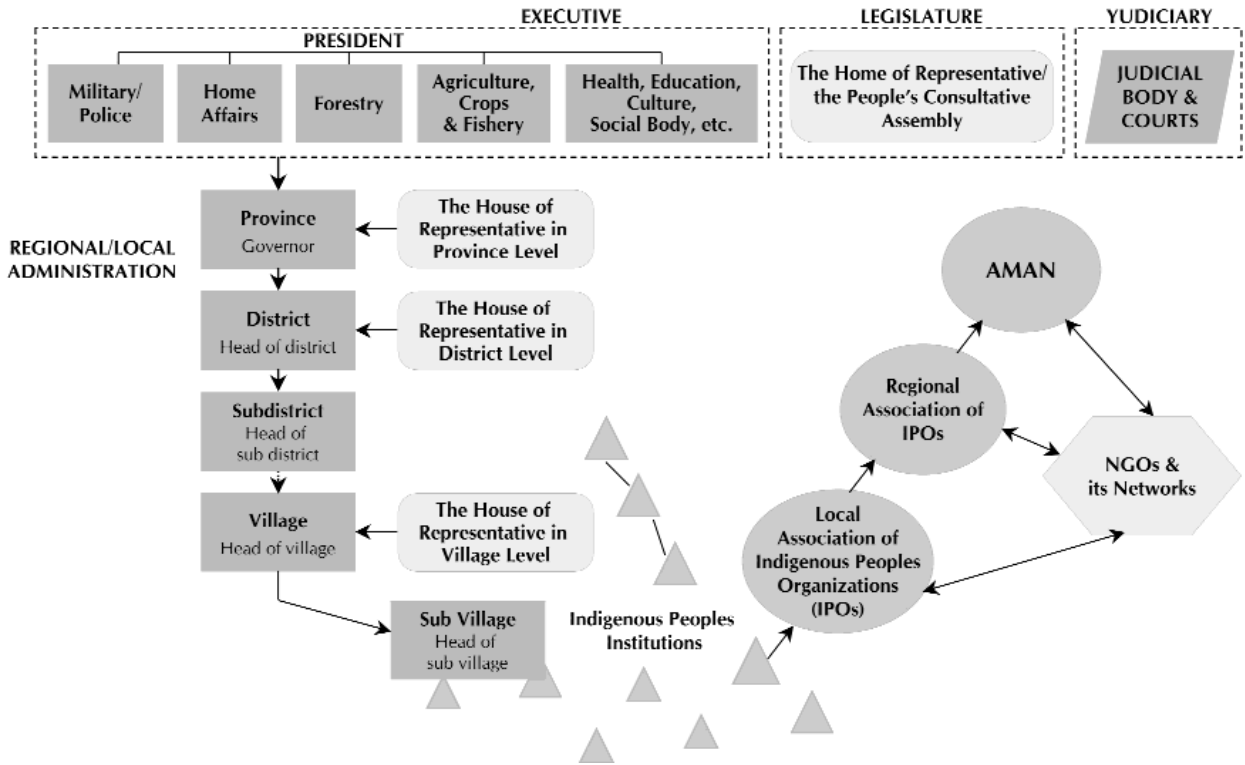 EXECUTIVE
PRESIDENT
Military/
Police
Home
Affairs
Forestry
Agriculture,
Crops
& Fishery
Health, Education,
Culture,
Social Body, etc.
LEGISLATURE
The Home of Representative/
the People's Consultative
Assembly
YUDICIARY
JUDICIAL
BODY &
COURTS
REGIONAL/LOCAL
ADMINISTRATION
Province
Governor
The House of
Representative in
Province Level
District
Head of district
The House of
Representative in
District Level
Subdistrict
Head of
sub district
Village
Head of village
The House of
Representative in
Village Level
Sub Village
Head of
sub village
Indigenous Peoples
Institutions
AMAN
Regional
Association of
IPOs
Local
Association of
Indigenous Peoples
Organizations
(IPOs)
NGOs &
its Networks